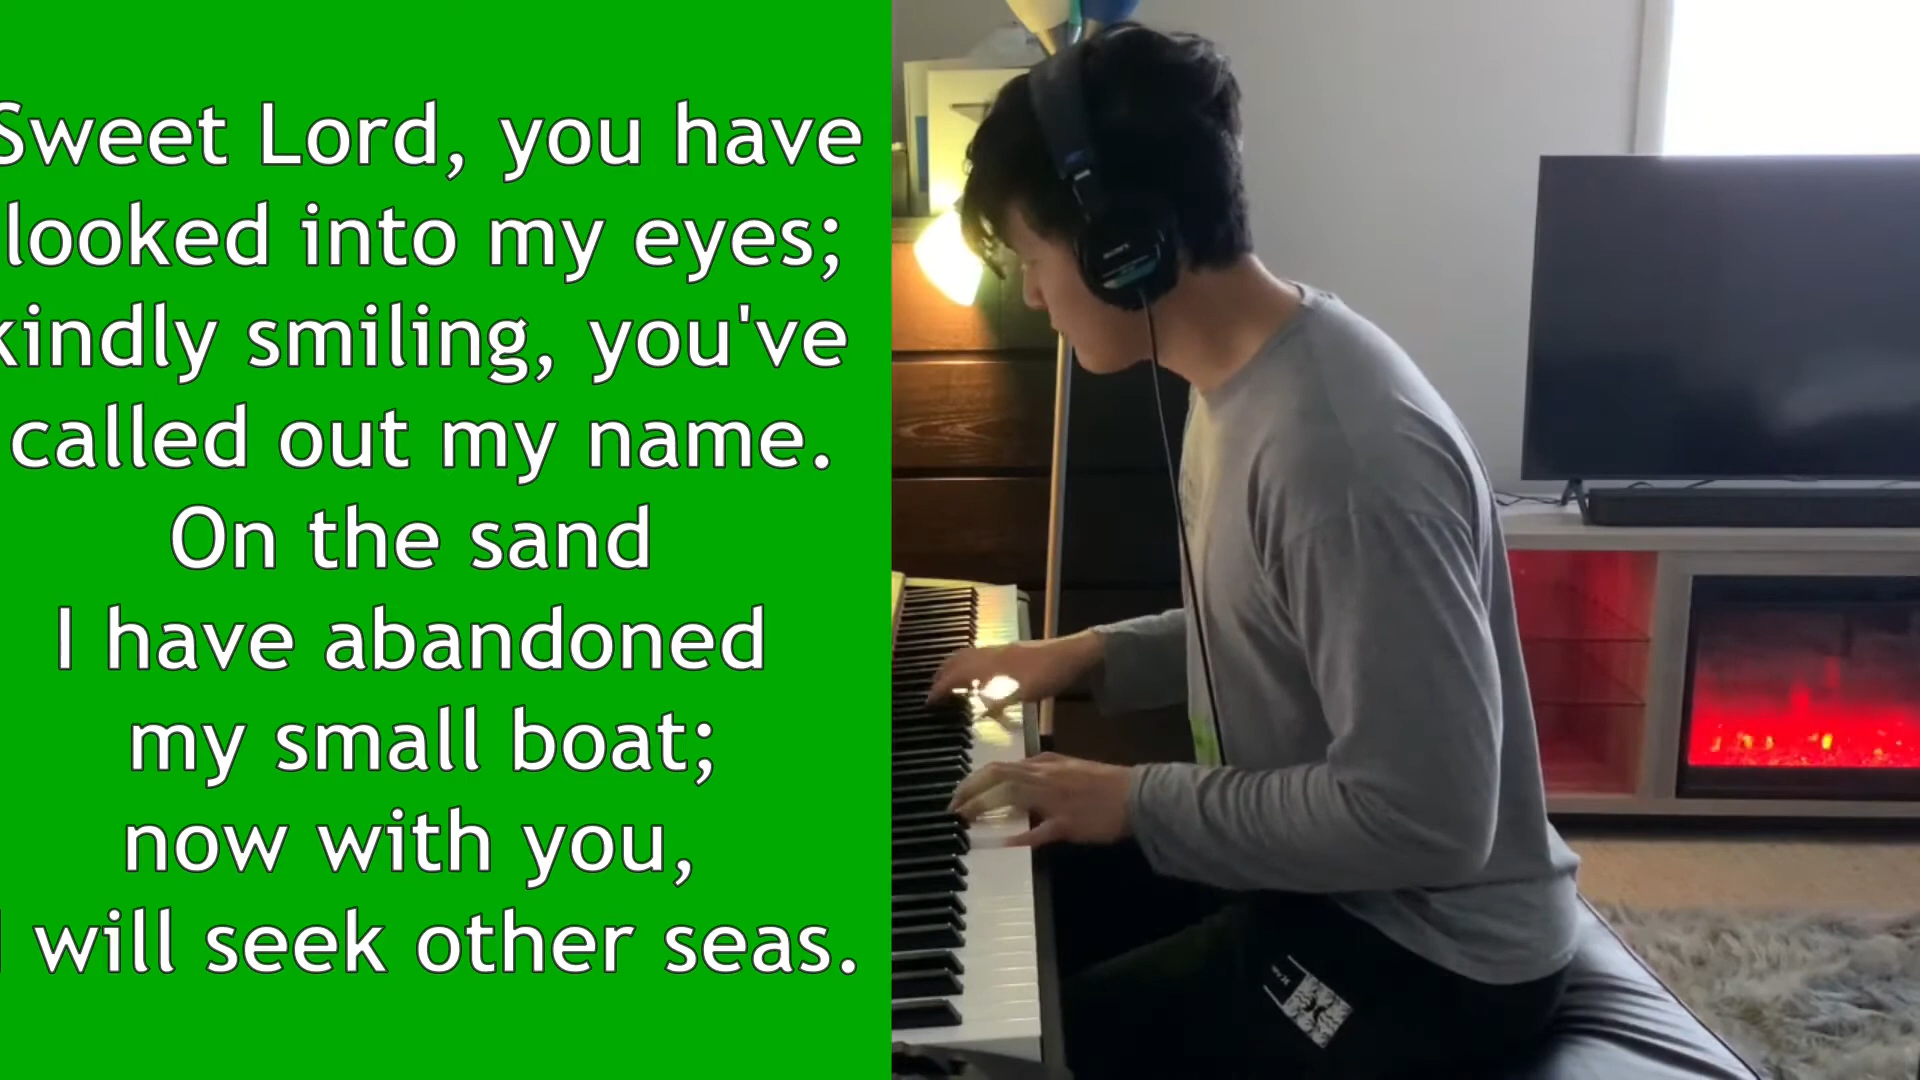 Sweet Lord, you have
looked into my eyes;
kindly smiling, you've
called out my name.
On the sand
I have abandoned
my small boat;
now with you,
I will seek other seas.
SONY